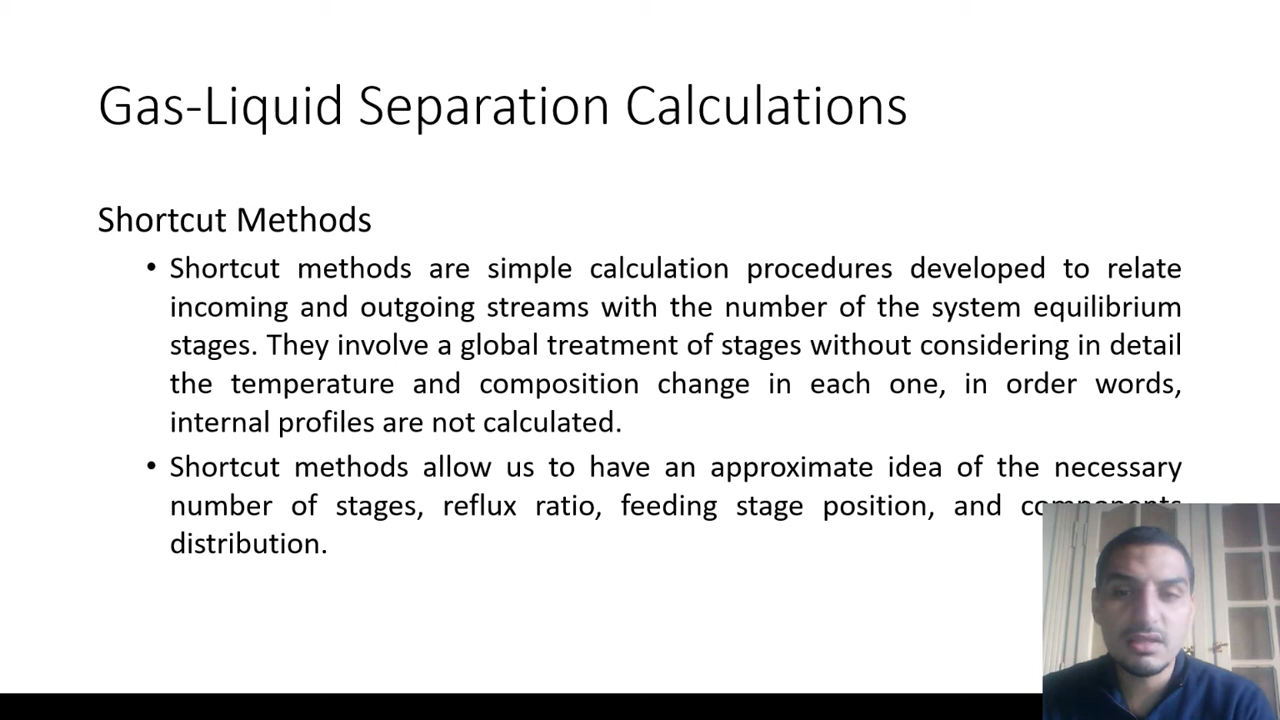 Gas-Liquid Separation Calculations
Shortcut Methods
• Shortcut methods are simple calculation procedures developed to relate
incoming and outgoing streams with the number of the system equilibrium
stages. They involve a global treatment of stages without considering in detail
the temperature and composition change in each one, in order words,
internal profiles are not calculated.
• Shortcut methods allow us to have an approximate idea of the necessary
number of stages, reflux ratio, feeding stage position, and components
distribution.